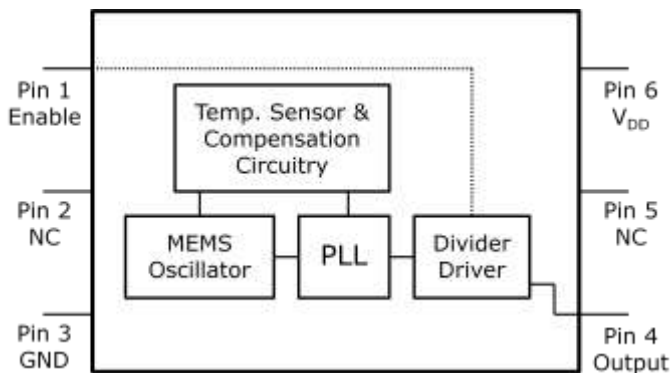 Pin 1
Enable
Pin 2
NC
Pin 3
GND
Temp. Sensor &
Compensation
Circuitry
MEMS
Oscillator
PLL
Divider
Driver
Pin 6
VDD
Pin 5
NC
Pin 4
Output